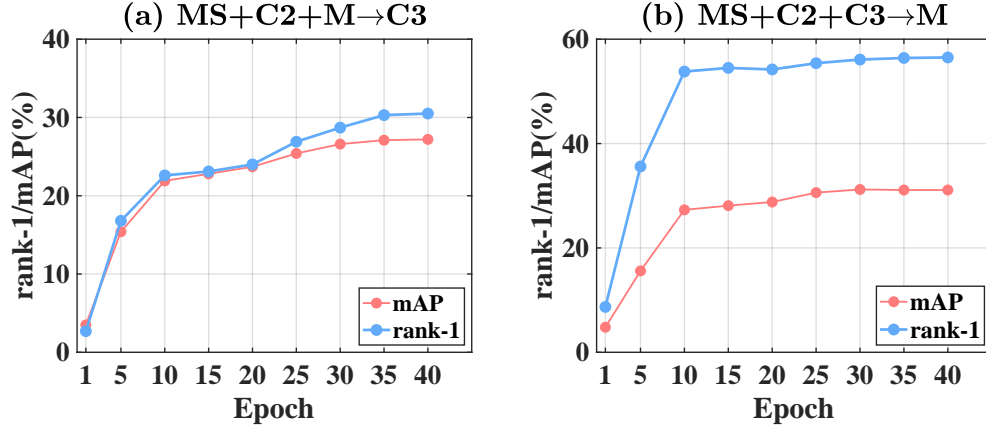 (a) MS+C2+M→C3
rank-1/mAP(%)
40
30
20
10
0
mAP
rank-1
1 5 10 15 20 25 30 35 40
Epoch
(b) MS+C2+C3→M
rank-1/mAP(%)
60
40
20
0
mAP
rank-1
1 5 10 15 20 25 30 35 40
Epoch